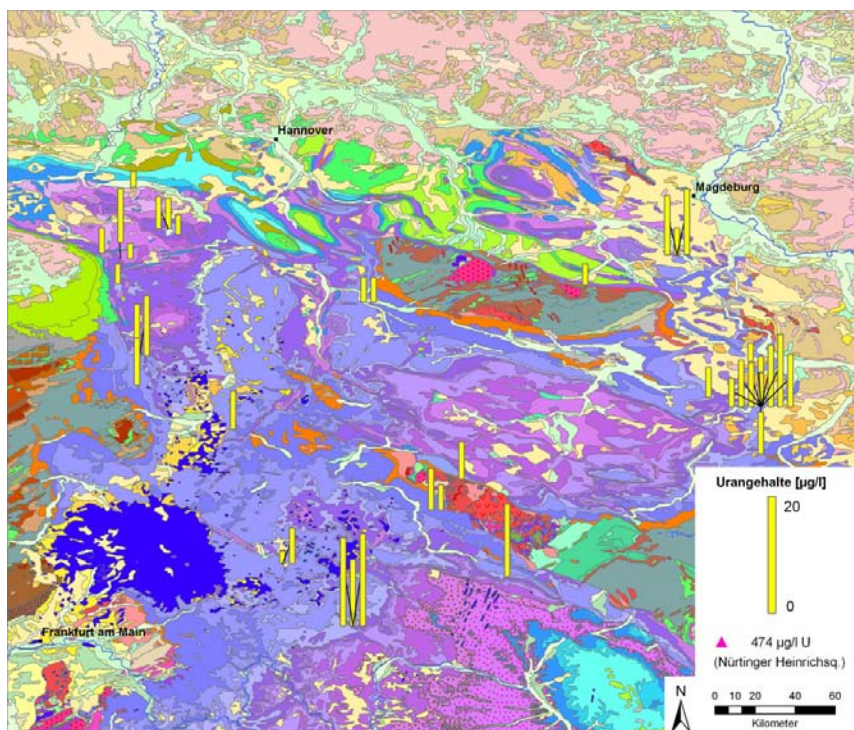 Hannover
Magdeburg
Frankfurt am Main
Urangehalte [µg/l]
20
0
474 µg/l U
(Nürtinger Heinrichsq.)
N
0 10 20 40 60
Kilometer